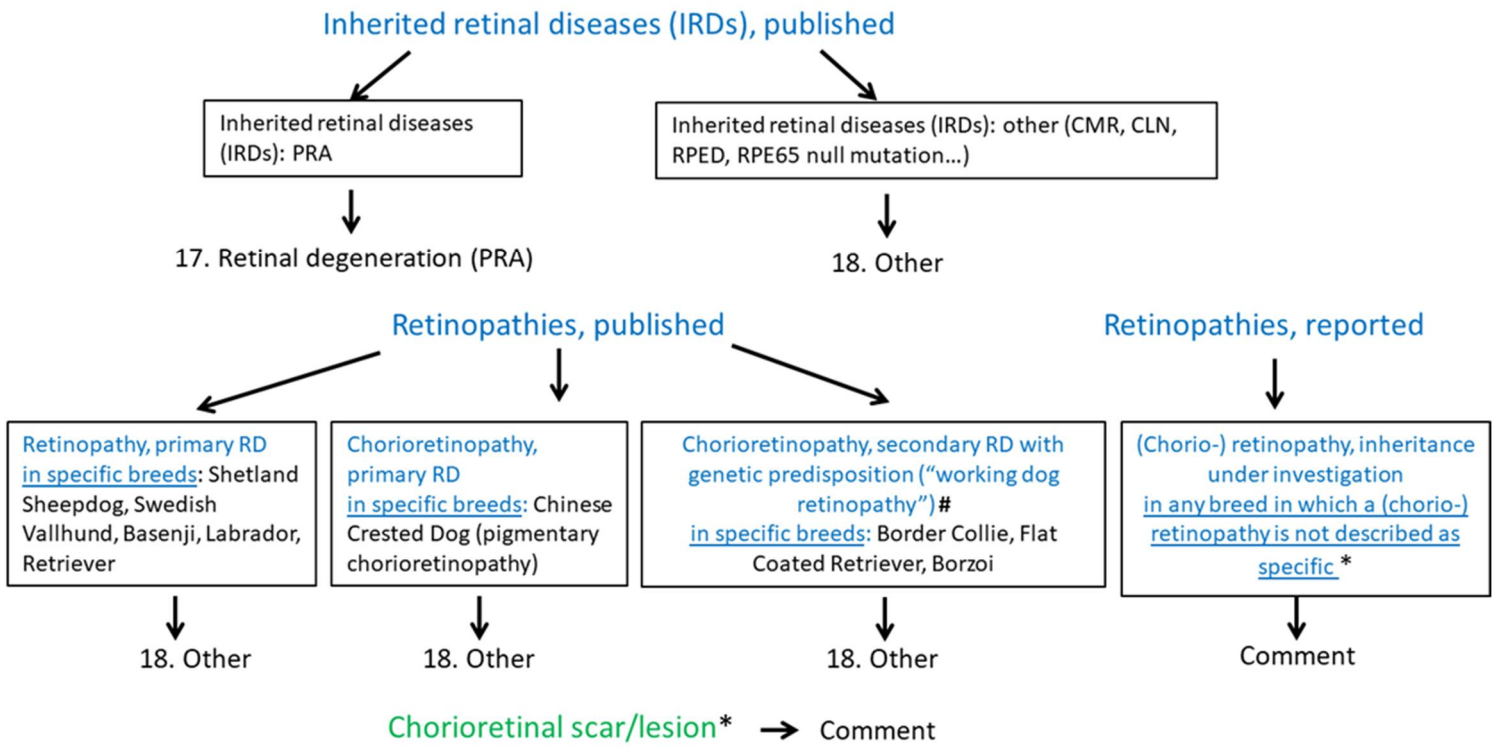 Inherited retinal diseases (IRDs), published
Inherited retinal diseases
(IRDs): PRA
Inherited retinal diseases (IRDs): other (CMR, CLN,
RPED, RPE65 null mutation...)
17. Retinal degeneration (PRA)
18. Other
Retinopathies, published
Retinopathies, reported
Retinopathy, primary RD
in specific breeds: Shetland
Sheepdog, Swedish
Vallhund, Basenji, Labrador,
Retriever
Chorioretinopathy,
primary RD
in specific breeds: Chinese
Crested Dog (pigmentary
chorioretinopathy)
Chorioretinopathy, secondary RD with
genetic predisposition (“working dog
retinopathy”) #
in specific breeds: Border Collie, Flat
Coated Retriever, Borzoi
(Chorio-) retinopathy, inheritance
under investigation
in any breed in which a (chorio-)
retinopathy is not described as
specific *
18. Other
18. Other
18. Other
Comment
Chorioretinal scar/lesion* → Comment